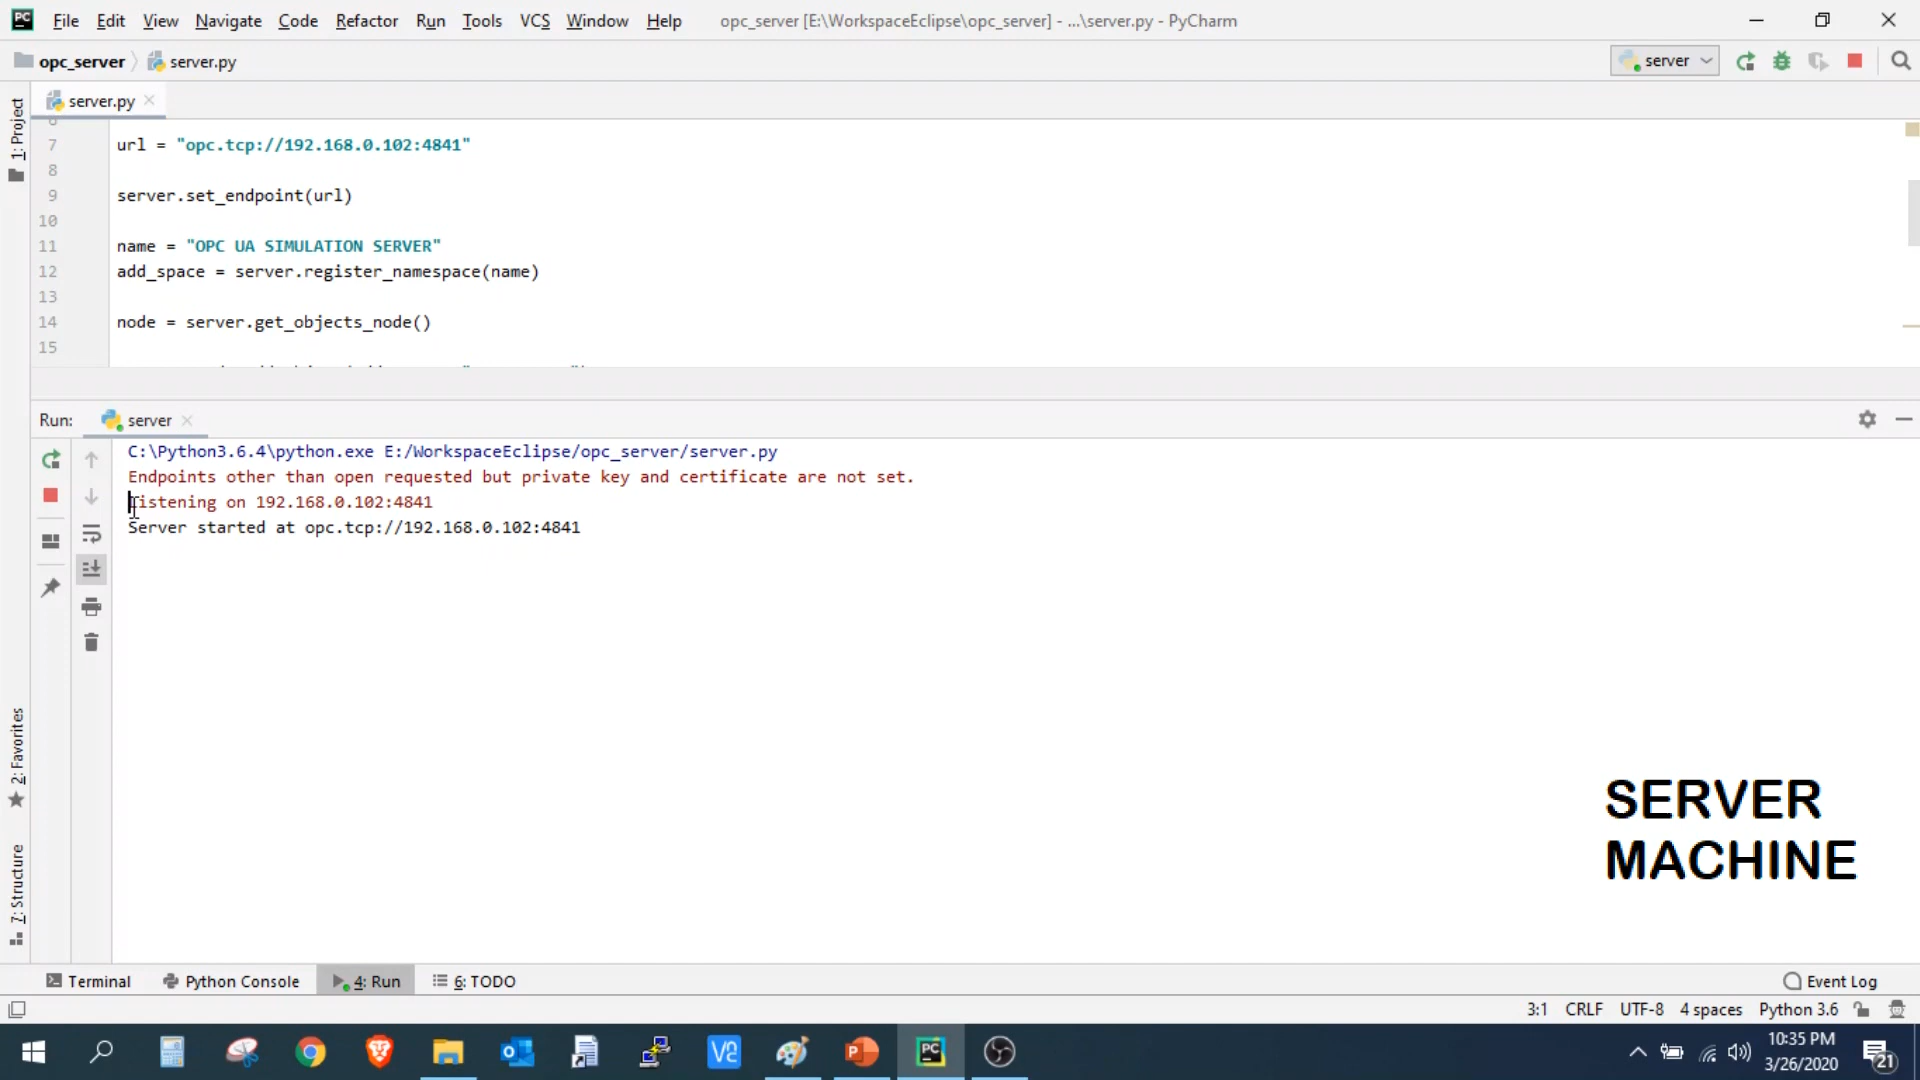 File Edit View Navigate Code Refactor Run Tools VCS Window Help opc_server [E:\WorkspaceEclipse\opc_server] - ...\server.py - PyCharm
opc_server server.py server
server.py
1: Project
7 url = "opc.tcp://192.168.0.102:4841"
8
9 server.set_endpoint(url)
10
11 name = "OPC UA SIMULATION SERVER"
12 add_space = server.register_namespace(name)
13
14 node = server.get_objects_node()
15
Run: server
C:\Python3.6.4\python.exe E:/WorkspaceEclipse/opc_server/server.py
Endpoints other than open requested but private key and certificate are not set.
Listening on 192.168.0.102:4841
Server started at opc.tcp://192.168.0.102:4841
2: Favorites
7: Structure
SERVER
MACHINE
Terminal Python Console 4: Run 6: TODO Event Log
3:1 CRLF UTF-8 4 spaces Python 3.6
10:35 PM
3/26/2020
21